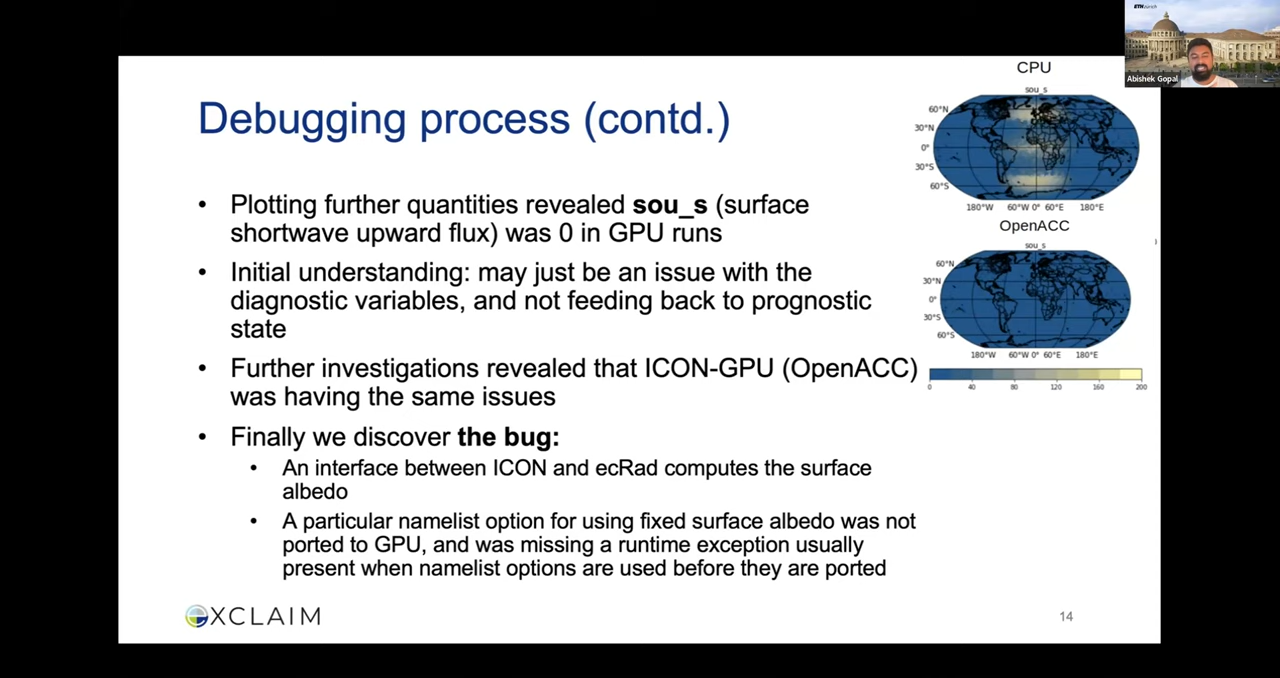 ETH zürich
Abishek Gopal
CPU
Debugging process (contd.)
sou_s
60°N
30°N
0°
30°S
60°S
180°W 60°W 0° 60°E 180°E
• Plotting further quantities revealed sou_s (surface
shortwave upward flux) was 0 in GPU runs
• Initial understanding: may just be an issue with the
diagnostic variables, and not feeding back to prognostic
state
• Further investigations revealed that ICON-GPU (OpenACC)
was having the same issues
• Finally we discover the bug:
• An interface between ICON and ecRad computes the surface
albedo
• A particular namelist option for using fixed surface albedo was not
ported to GPU, and was missing a runtime exception usually
present when namelist options are used before they are ported
OpenACC
sou_s
60°N
30°N
0°
30°S
60°S
180°W 60°W 0° 60°E 180°E
0 40 80 120 160 200
EXCLAIM
14